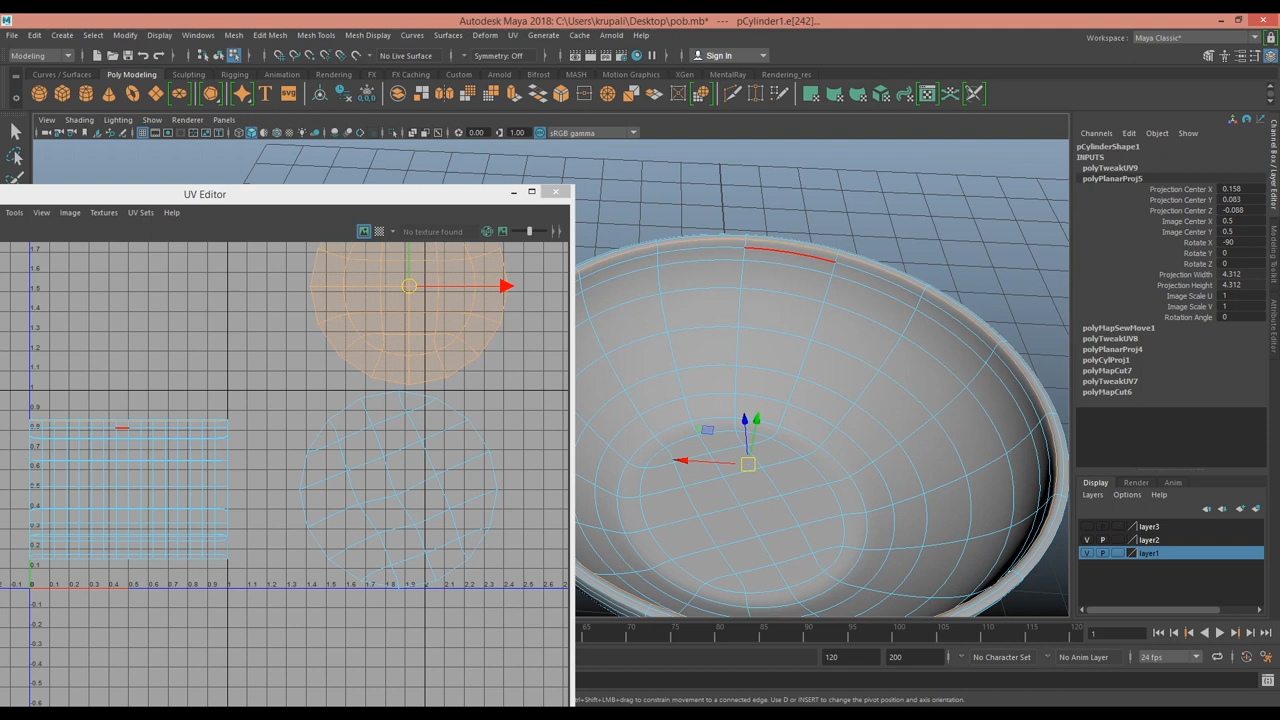 Autodesk Maya 2018: C:\Users\krupali\Desktop\pob.mb* --- pCylinder1.e[242]...
File Edit Create Select Modify Display Windows Mesh Edit Mesh Mesh Tools Mesh Display Curves Surfaces Deform UV Generate Cache Arnold Help
Workspace : Maya Classic*
Modeling No Live Surface Symmetry: Off Sign In
Curves / Surfaces Poly Modeling Sculpting Rigging Animation Rendering FX FX Caching Custom Arnold Bifrost MASH Motion Graphics XGen MentalRay Rendering_res
View Shading Lighting Show Renderer Panels
0.00 1.00 sRGB gamma
Channels Edit Object Show
pCylinderShape1
INPUTS
polyTweakUV9
polyPlanarProj5
Projection Center X 0.158
Projection Center Y 0.083
Projection Center Z -0.088
Image Center X 0.5
Image Center Y 0.5
Rotate X -90
Rotate Y 0
Rotate Z 0
Projection Width 4.312
Projection Height 4.312
Image Scale U 1
Image Scale V 1
Rotation Angle 0
polyMapSewMove1
polyTweakUV8
polyPlanarProj4
polyCylProj1
polyMapCut7
polyTweakUV7
polyMapCut6
Channel Box / Layer Editor
Modeling Toolkit
Attribute Editor
UV Editor
Tools View Image Textures UV Sets Help
No texture found
1.7
1.6
1.5
1.4
1.3
1.2
1.1
0.9
0.8
0.7
0.6
0.5
0.4
0.3
0.2
0.1
-0.1 0 0.1 0.2 0.3 0.4 0.5 0.6 0.7 0.8 0.9 1 1.1 1.2 1.3 1.4 1.5 1.6 1.7 1.8 1.9 2 2.1 2.2 2.3 2.4 2.5 2.
-0.1
-0.2
-0.3
-0.4
-0.5
-0.6
Display Render Anim
Layers Options Help
layer3
V P layer2
V P layer1
65 70 75 80 85 90 95 100 105 110 115 120
1
120 200 No Character Set No Anim Layer 24 fps
trl+Shift+LMB+drag to constrain movement to a connected edge. Use D or INSERT to change the pivot position and axis orientation.